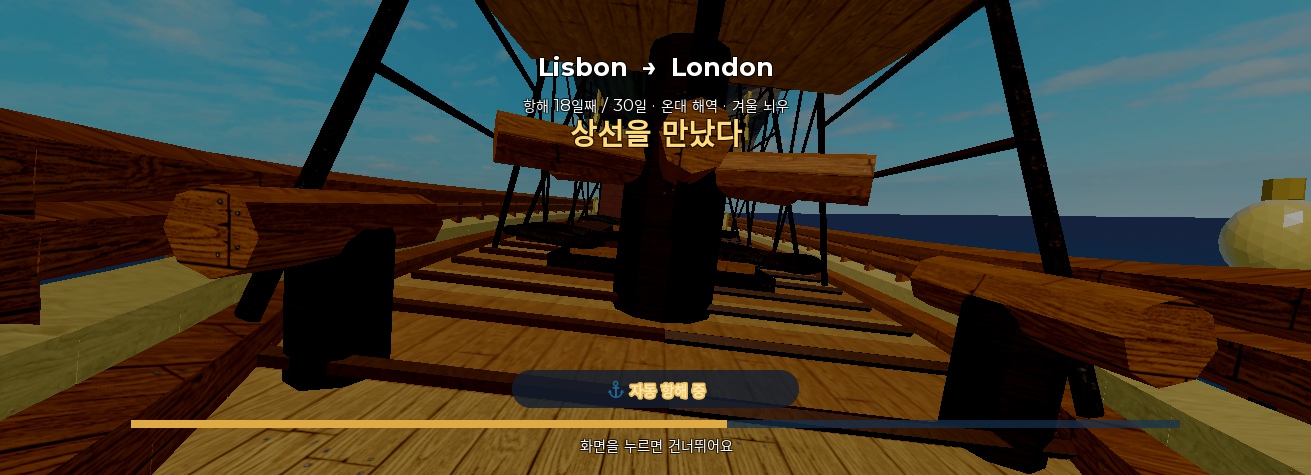 Lisbon → London
항해 18일째 / 30일 · 온대 해역 · 겨울 뇌우
상선을 만났다
⚓ 자동 항해 중
화면을 누르면 건너뛰어요